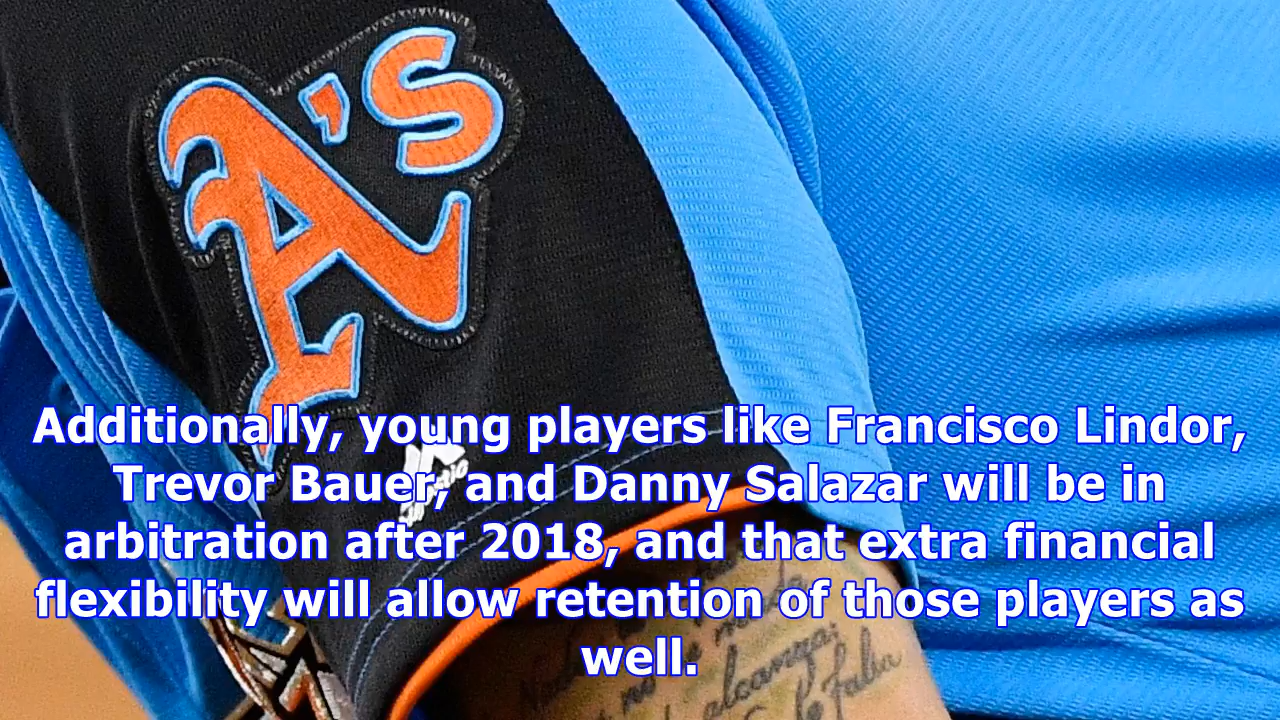 A's
Additionally, young players like Francisco Lindor,
Trevor Bauer, and Danny Salazar will be in
arbitration after 2018, and that extra financial
flexibility will allow retention of those players as
well.